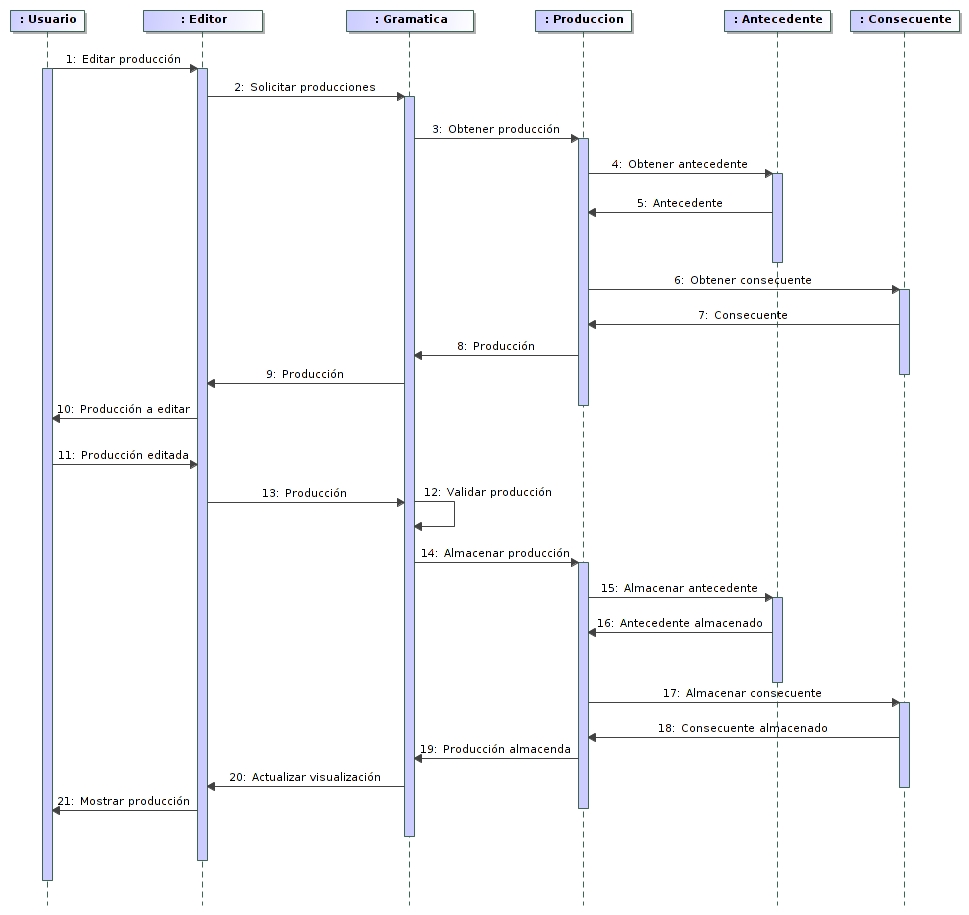 : Usuario
: Editor
: Gramatica
: Produccion
: Antecedente
: Consecuente
1: Editar producción
2: Solicitar producciones
3: Obtener producción
4: Obtener antecedente
5: Antecedente
6: Obtener consecuente
7: Consecuente
8: Producción
9: Producción
10: Producción a editar
11: Producción editada
12: Validar producción
13: Producción
14: Almacenar producción
15: Almacenar antecedente
16: Antecedente almacenado
17: Almacenar consecuente
18: Consecuente almacenado
19: Producción almacenda
20: Actualizar visualización
21: Mostrar producción